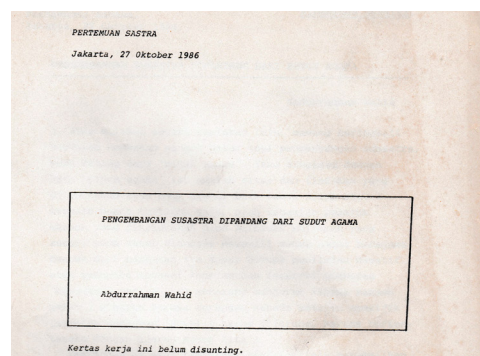 PERTEMUAN SASTRA
Jakarta, 27 Oktober 1986
PENGEMBANGAN SUSASTRA DIPANDANG DARI SUDUT AGAMA
Abdurrahman Wahid
Kertas kerja ini belum disunting.